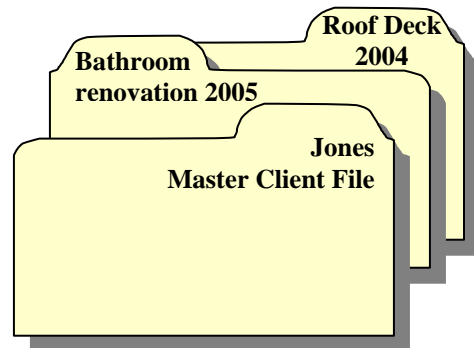 Roof Deck
2004
Bathroom
renovation 2005
Jones
Master Client File